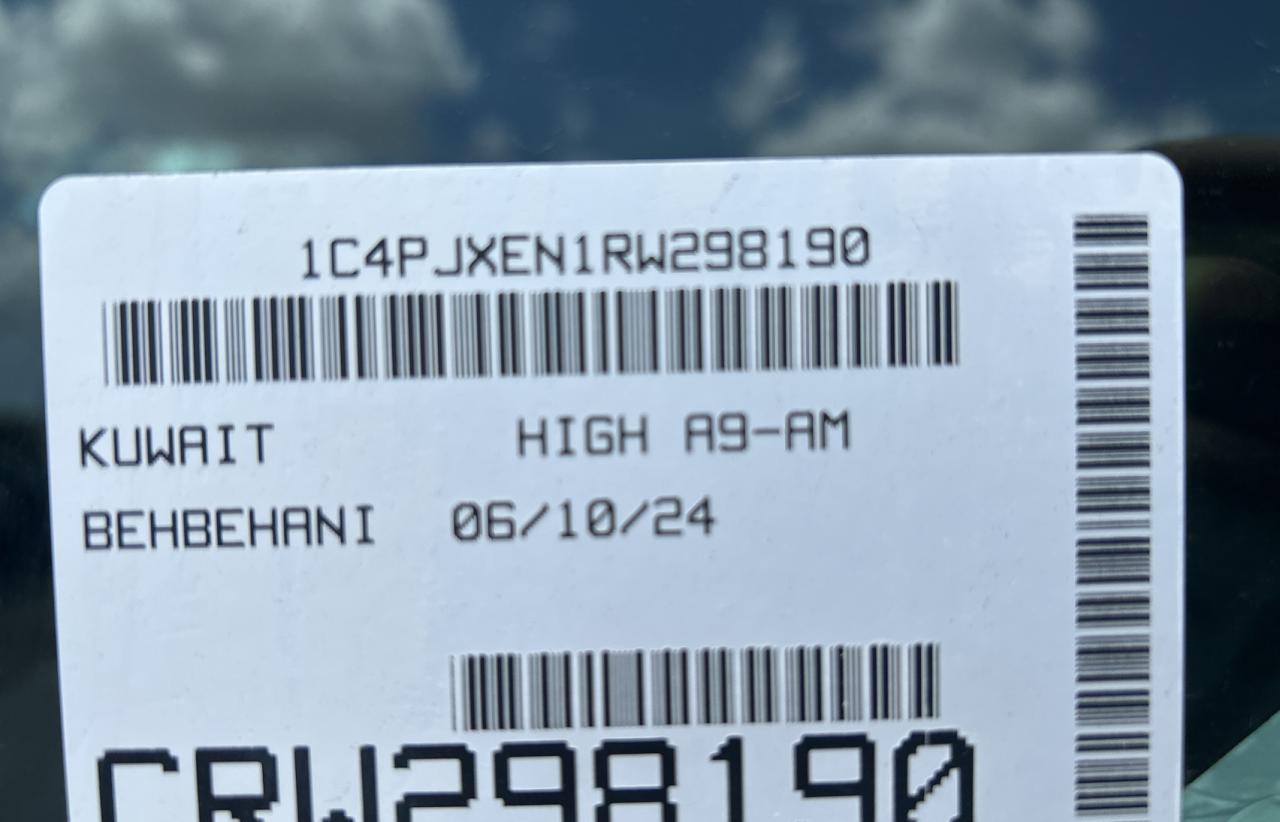 1C4PJXEN1RW298190
KUWAIT HIGH A9-AM
BEHBEHANI 06/10/24
CRW298190